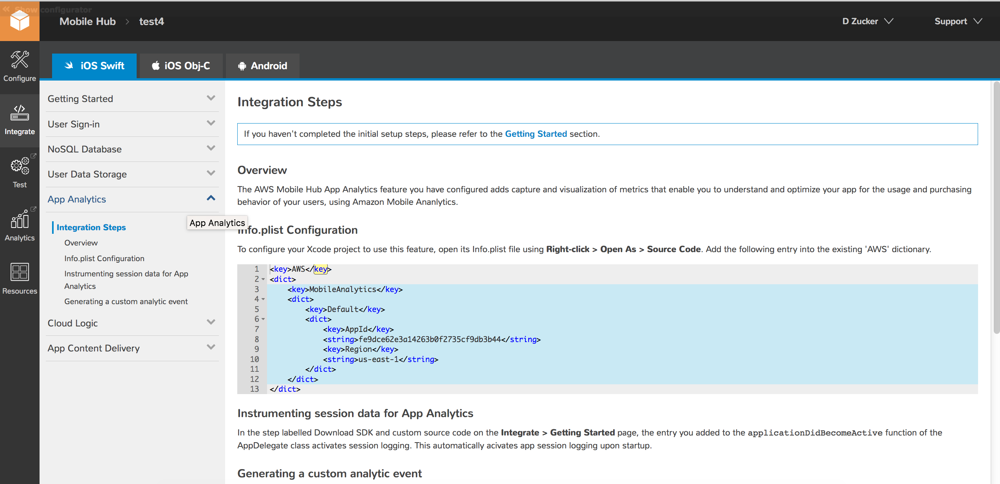 Show configurator
Mobile Hub > test4
D Zucker
Support
Configure
Integrate
Test
Analytics
Resources
iOS Swift
iOS Obj-C
Android
Getting Started
User Sign-in
NoSQL Database
User Data Storage
App Analytics
Integration Steps
Overview
Info.plist Configuration
Instrumenting session data for App
Analytics
Generating a custom analytic event
Cloud Logic
App Content Delivery
App Analytics
Integration Steps
If you haven't completed the initial setup steps, please refer to the Getting Started section.
Overview
The AWS Mobile Hub App Analytics feature you have configured adds capture and visualization of metrics that enable you to understand and optimize your app for the usage and purchasing
behavior of your users, using Amazon Mobile Ananlytics.
Info.plist Configuration
To configure your Xcode project to use this feature, open its Info.plist file using Right-click > Open As > Source Code. Add the following entry into the existing 'AWS' dictionary.
1 <key>AWS</key>
2 <dict>
3 <key>MobileAnalytics</key>
4 <dict>
5 <key>Default</key>
6 <dict>
7 <key>AppId</key>
8 <string>fe9dce62e3a14263b0f2735cf9db3b44</string>
9 <key>Region</key>
10 <string>us-east-1</string>
11 </dict>
12 </dict>
13 </dict>
Instrumenting session data for App Analytics
In the step labelled Download SDK and custom source code on the Integrate > Getting Started page, the entry you added to the applicationDidBecomeActive function of the
AppDelegate class activates session logging. This automatically acivates app session logging upon startup.
Generating a custom analytic event